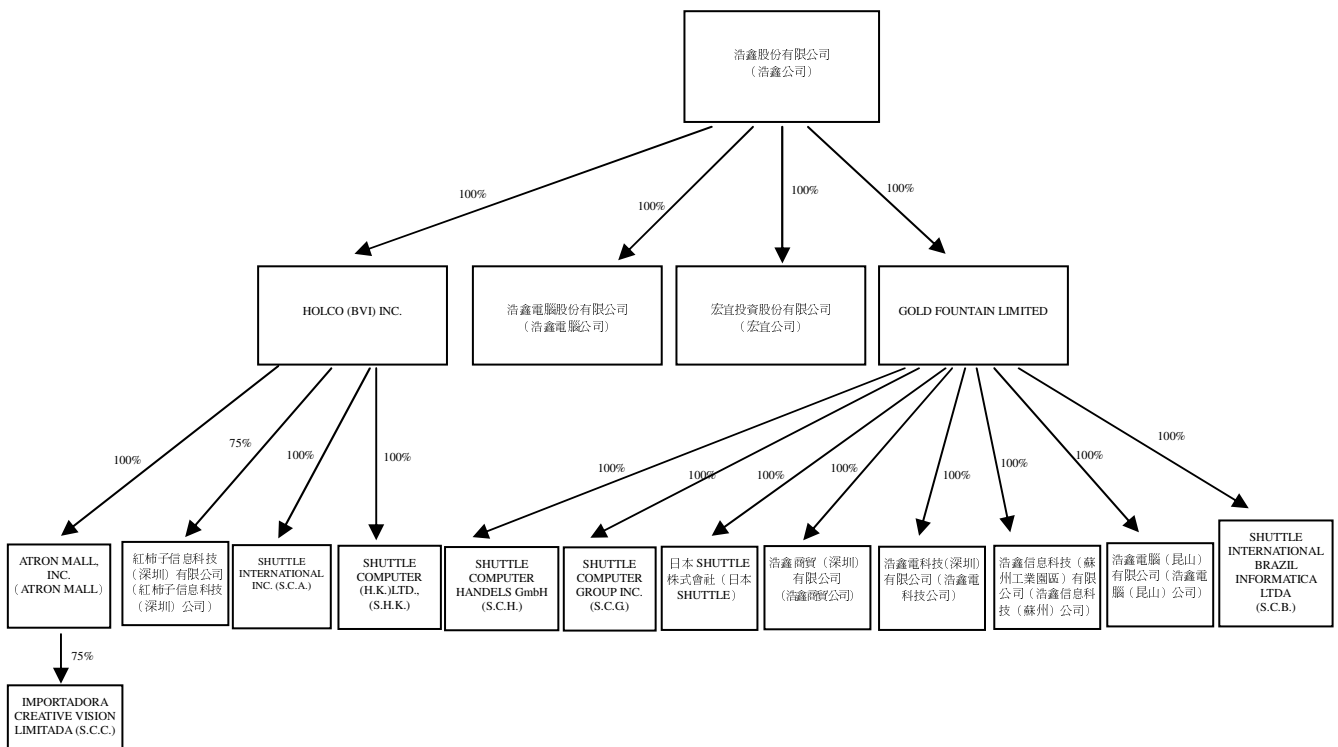 浩鑫股份有限公司
（浩鑫公司）
100%
100%
100%
100%
HOLCO (BVI) INC.
浩鑫電腦股份有限公司
（浩鑫電腦公司）
宏宜投資股份有限公司
（宏宜公司）
GOLD FOUNTAIN LIMITED
100%
75%
100%
100%
100%
100%
100%
100%
100%
100%
100%
100%
ATRON MALL,
INC.
（ATRON MALL）
紅柿子信息科技
（深圳）有限公司
（紅柿子信息科技
（深圳）公司）
SHUTTLE
INTERNATIONAL
INC. (S.C.A.)
SHUTTLE
COMPUTER
(H.K.)LTD.,
(S.H.K.)
SHUTTLE
COMPUTER
HANDELS GmbH
(S.C.H.)
SHUTTLE
COMPUTER
GROUP INC.
(S.C.G.)
日本 SHUTTLE
株式會社（日本
SHUTTLE）
浩鑫商貿（深圳）
有限公司
（浩鑫商貿公司）
浩鑫電科技(深圳)
有限公司（浩鑫電
科技公司）
浩鑫信息科技（蘇
州工業園區）有限
公司（浩鑫信息科
技（蘇州）公司）
浩鑫電腦（昆山）
有限公司（浩鑫電
腦（昆山）公司）
SHUTTLE
INTERNATIONAL
BRAZIL
INFORMATICA
LTDA
(S.C.B.)
75%
IMPORTADORA
CREATIVE VISION
LIMITADA (S.C.C.)